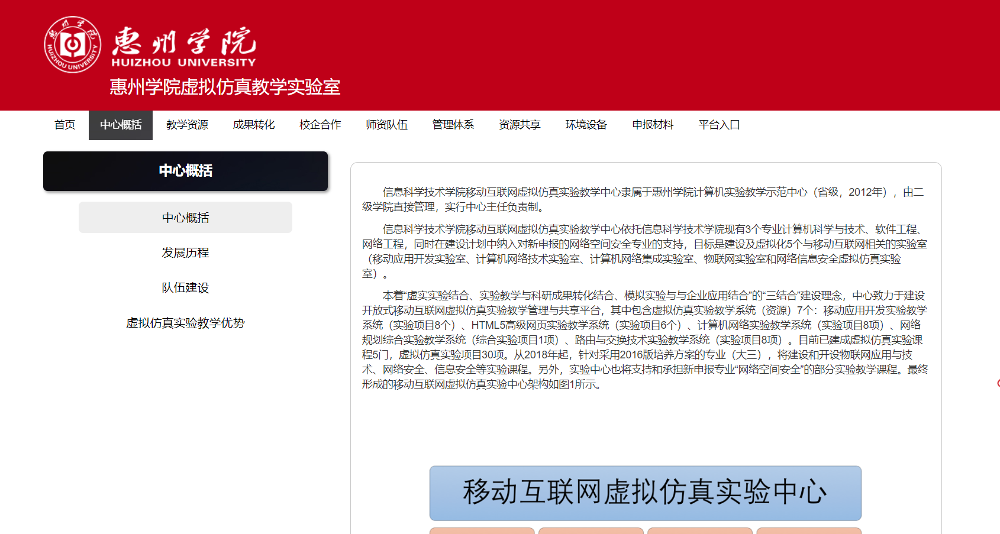 惠州学院
HUIZHOU UNIVERSITY
惠州学院
HUIZHOU UNIVERSITY
惠州学院虚拟仿真教学实验室
首页 中心概括 教学资源 成果转化 校企合作 师资队伍 管理体系 资源共享 环境设备 申报材料 平台入口
中心概括
中心概括
发展历程
队伍建设
虚拟仿真实验教学优势
信息科学技术学院移动互联网虚拟仿真实验教学中心隶属于惠州学院计算机实验教学示范中心（省级，2012年），由二
级学院直接管理，实行中心主任负责制。
信息科学技术学院移动互联网虚拟仿真实验教学中心依托信息科学技术学院现有3个专业计算机科学与技术、软件工程、
网络工程，同时在建设计划中纳入对新申报的网络空间安全专业的支持，目标是建设及虚拟化5个与移动互联网相关的实验室
（移动应用开发实验室、计算机网络技术实验室、计算机网络集成实验室、物联网实验室和网络信息安全虚拟仿真实验
室）。
本着“虚实实验结合、实验教学与科研成果转化结合、模拟实验与与企业应用结合”的“三结合”建设理念，中心致力于建设
开放式移动互联网虚拟仿真实验教学管理与共享平台，其中包含虚拟仿真实验教学系统（资源）7个：移动应用开发实验教学
系统（实验项目8个）、HTML5高级网页实验教学系统（实验项目6个）、计算机网络实验教学系统（实验项目8项）、网络
规划综合实验教学系统（综合实验项目1项）、路由与交换技术实验教学系统（实验项目8项）。目前已建成虚拟仿真实验课
程5门，虚拟仿真实验项目30项。从2018年起，针对采用2016版培养方案的专业（大三），将建设和开设物联网应用与技
术、网络安全、信息安全等实验课程。另外，实验中心也将支持和承担新申报专业“网络空间安全”的部分实验教学课程。最终
形成的移动互联网虚拟仿真实验中心架构如图1所示。
移动互联网虚拟仿真实验中心